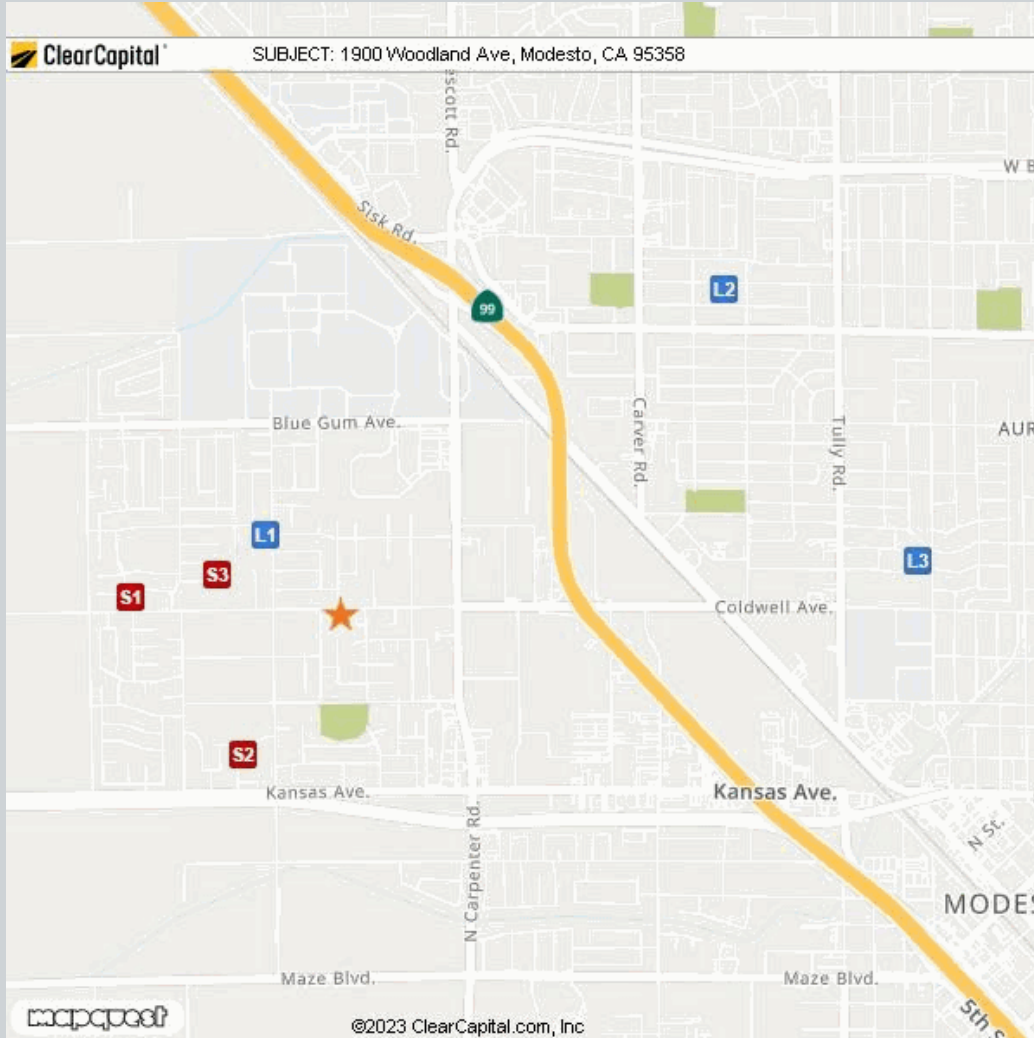 ClearCapital
SUBJECT: 1900 Woodland Ave, Modesto, CA 95358
escott Rd.
W B
Sisk Rd.
L2
99
Blue Gum Ave.
Carver Rd.
Tully Rd.
AUR
L1
L3
S3
S1
Coldwell Ave.
S2
Kansas Ave.
Kansas Ave.
N St.
N Carpenter Rd.
MODES
Maze Blvd.
Maze Blvd.
5th S
mapquest
©2023 ClearCapital.com, Inc